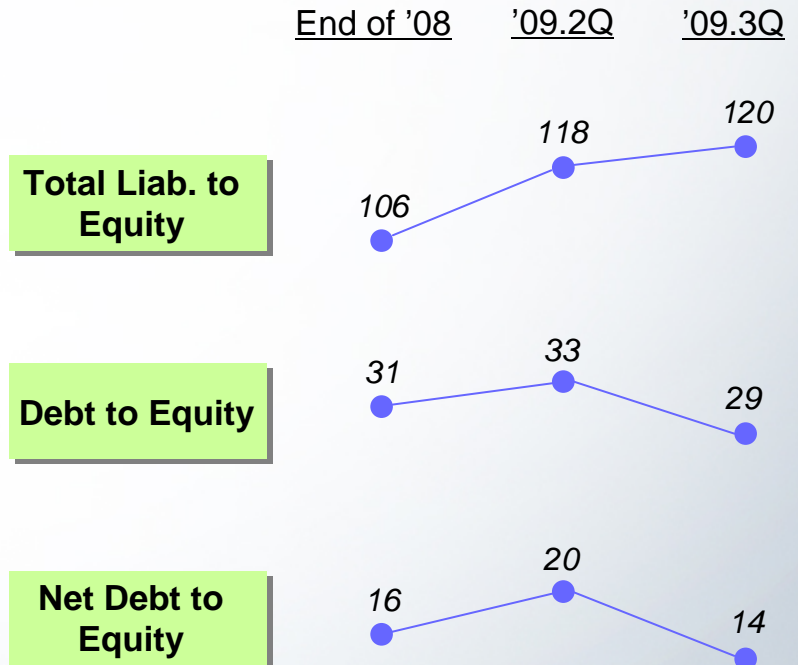 End of ’08 ’09.2Q ’09.3Q
Total Liab. to
Equity
106
118
120
Debt to Equity
31
33
29
Net Debt to
Equity
16
20
14